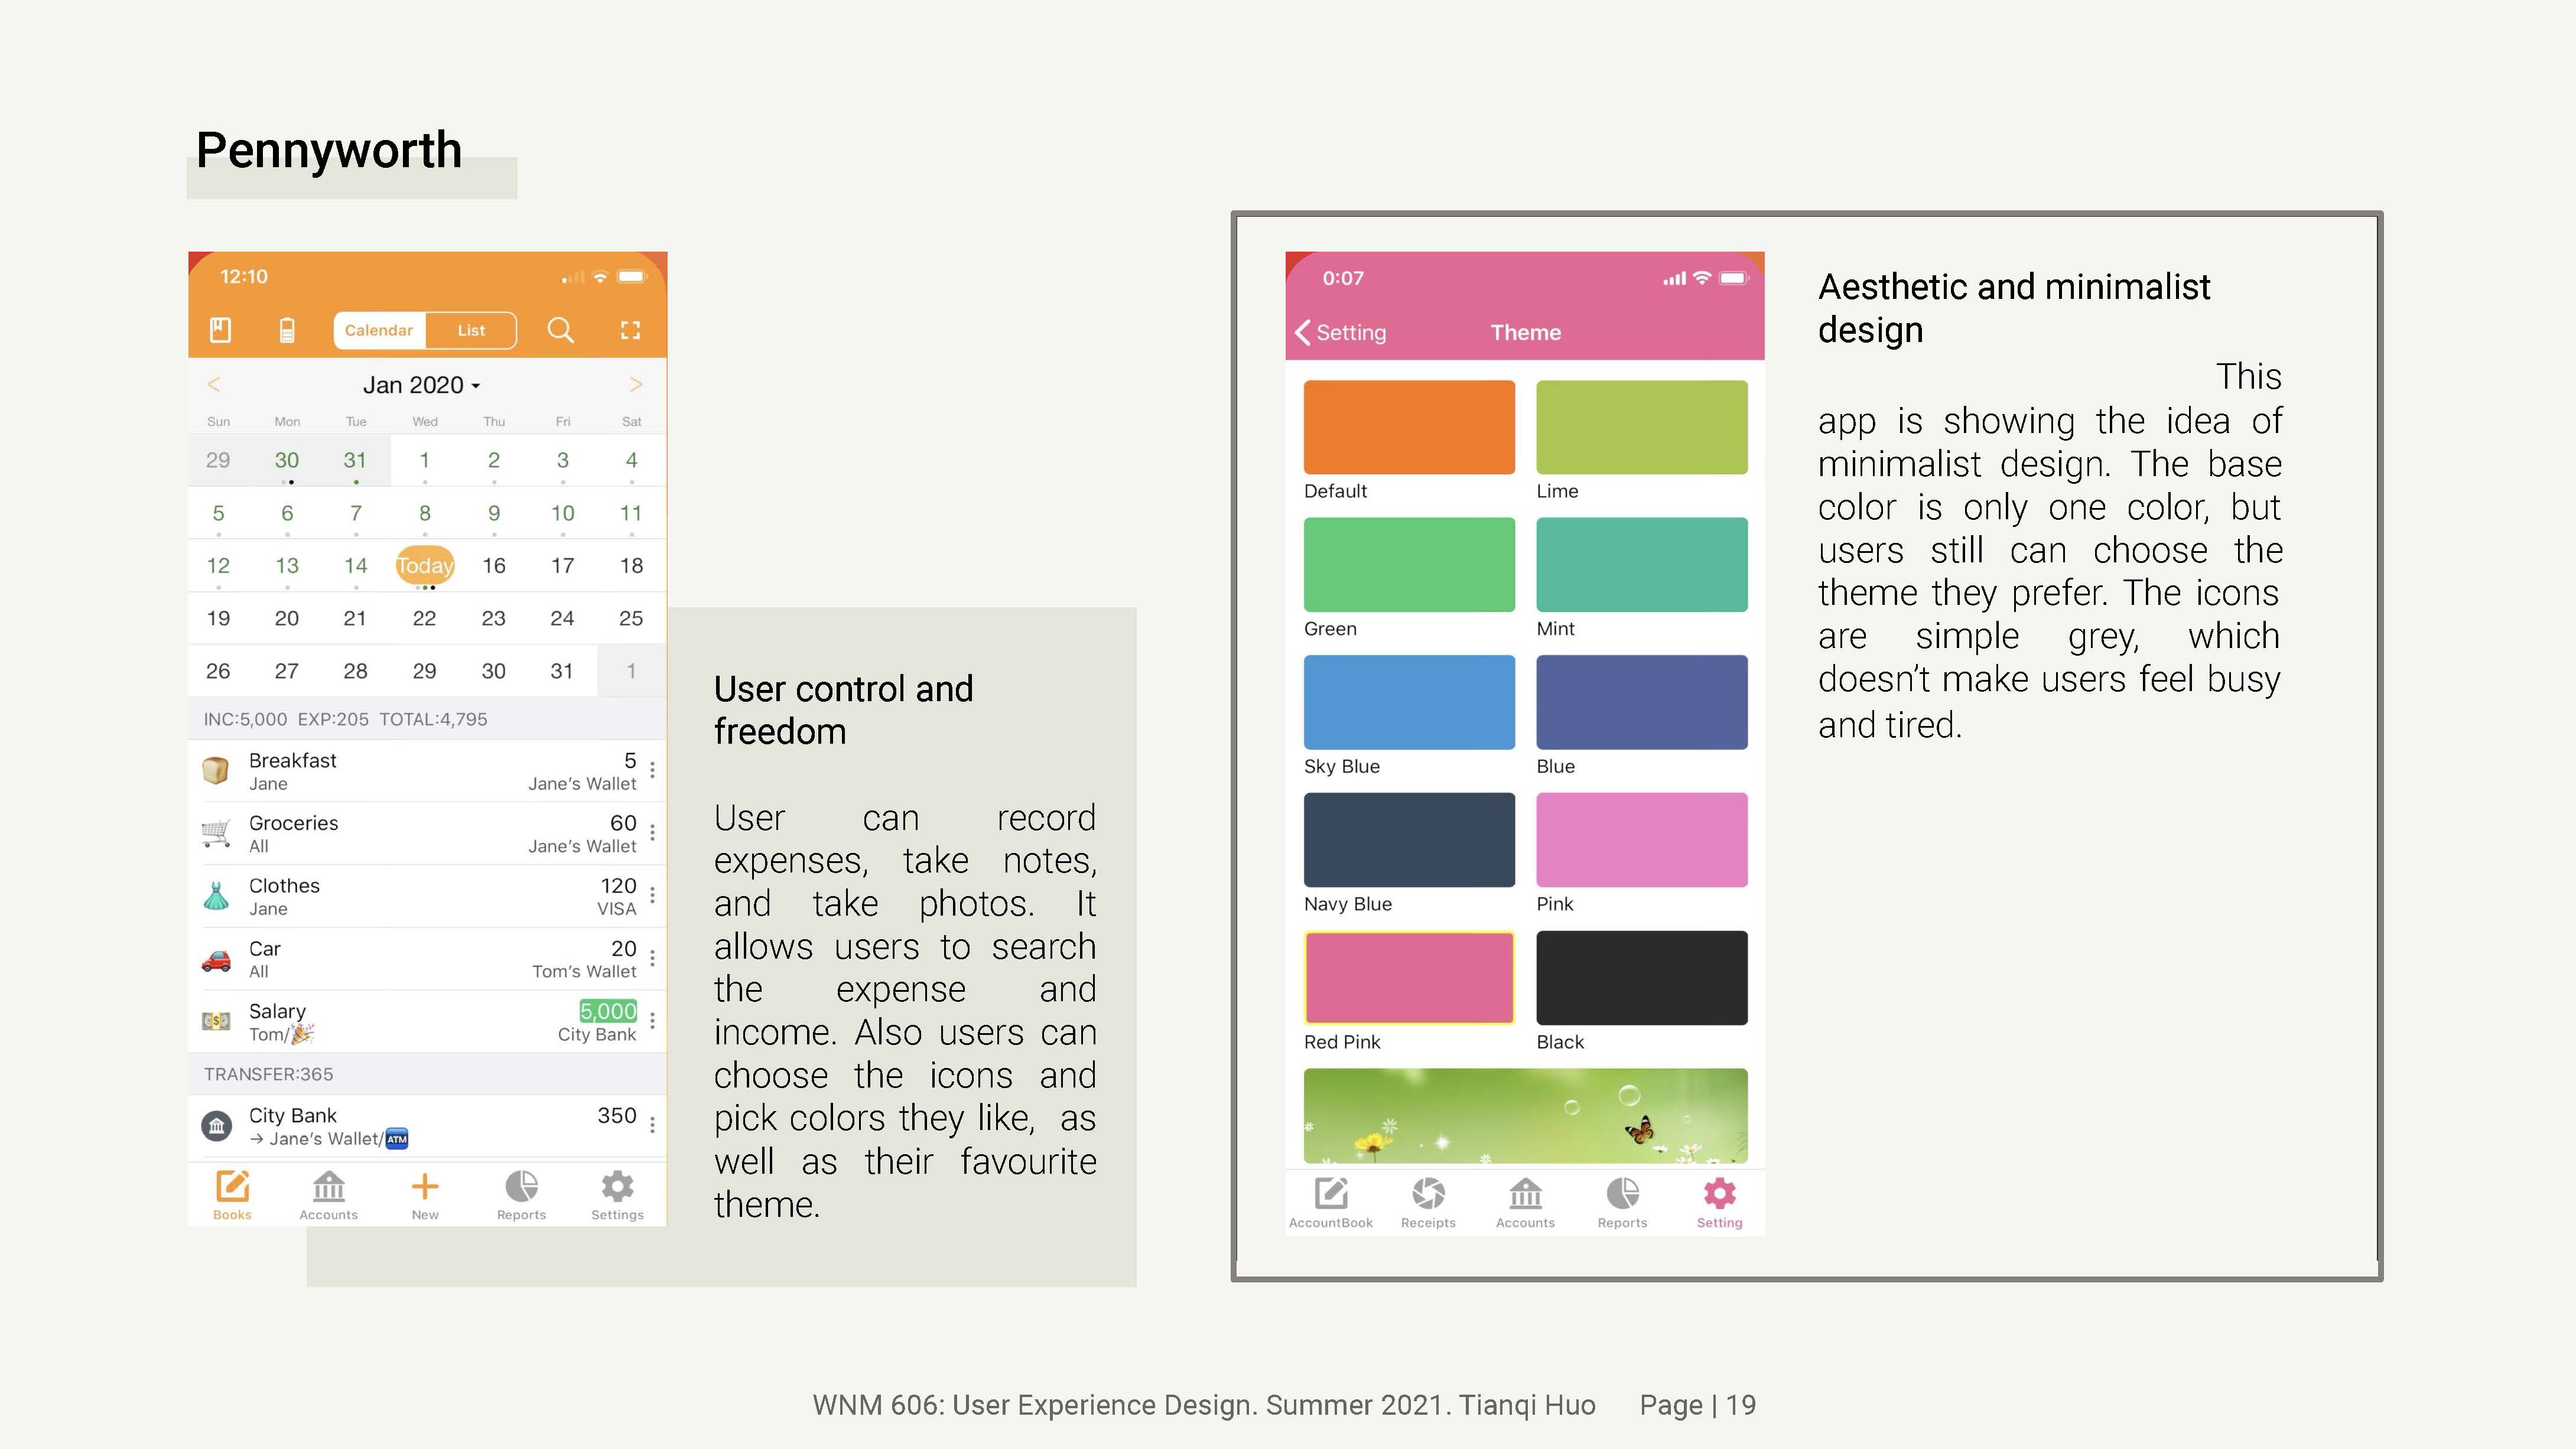 Pennyworth
12:10
Calendar List
< Jan 2020 >
Sun Mon Tue Wed Thu Fri Sat
29 30 31 1 2 3 4
5 6 7 8 9 10 11
12 13 14 Today 16 17 18
19 20 21 22 23 24 25
26 27 28 29 30 31 1
INC:5,000 EXP:205 TOTAL:4,795
Breakfast 5
Jane Jane's Wallet
Groceries 60
All Jane's Wallet
Clothes 120
Jane VISA
Car 20
All Tom's Wallet
Salary 5,000
Tom/ City Bank
TRANSFER:365
City Bank 350
→ Jane's Wallet/ATM
Books Accounts New Reports Settings
User control and
freedom
User can record
expenses, take notes,
and take photos. It
allows users to search
the expense and
income. Also users can
choose the icons and
pick colors they like, as
well as their favourite
theme.
0:07
Setting Theme
Default Lime
Green Mint
Sky Blue Blue
Navy Blue Pink
Red Pink Black
AccountBook Receipts Accounts Reports Setting
Aesthetic and minimalist
design
This
app is showing the idea of
minimalist design. The base
color is only one color, but
users still can choose the
theme they prefer. The icons
are simple grey, which
doesn't make users feel busy
and tired.
WNM 606: User Experience Design. Summer 2021. Tianqi Huo Page | 19